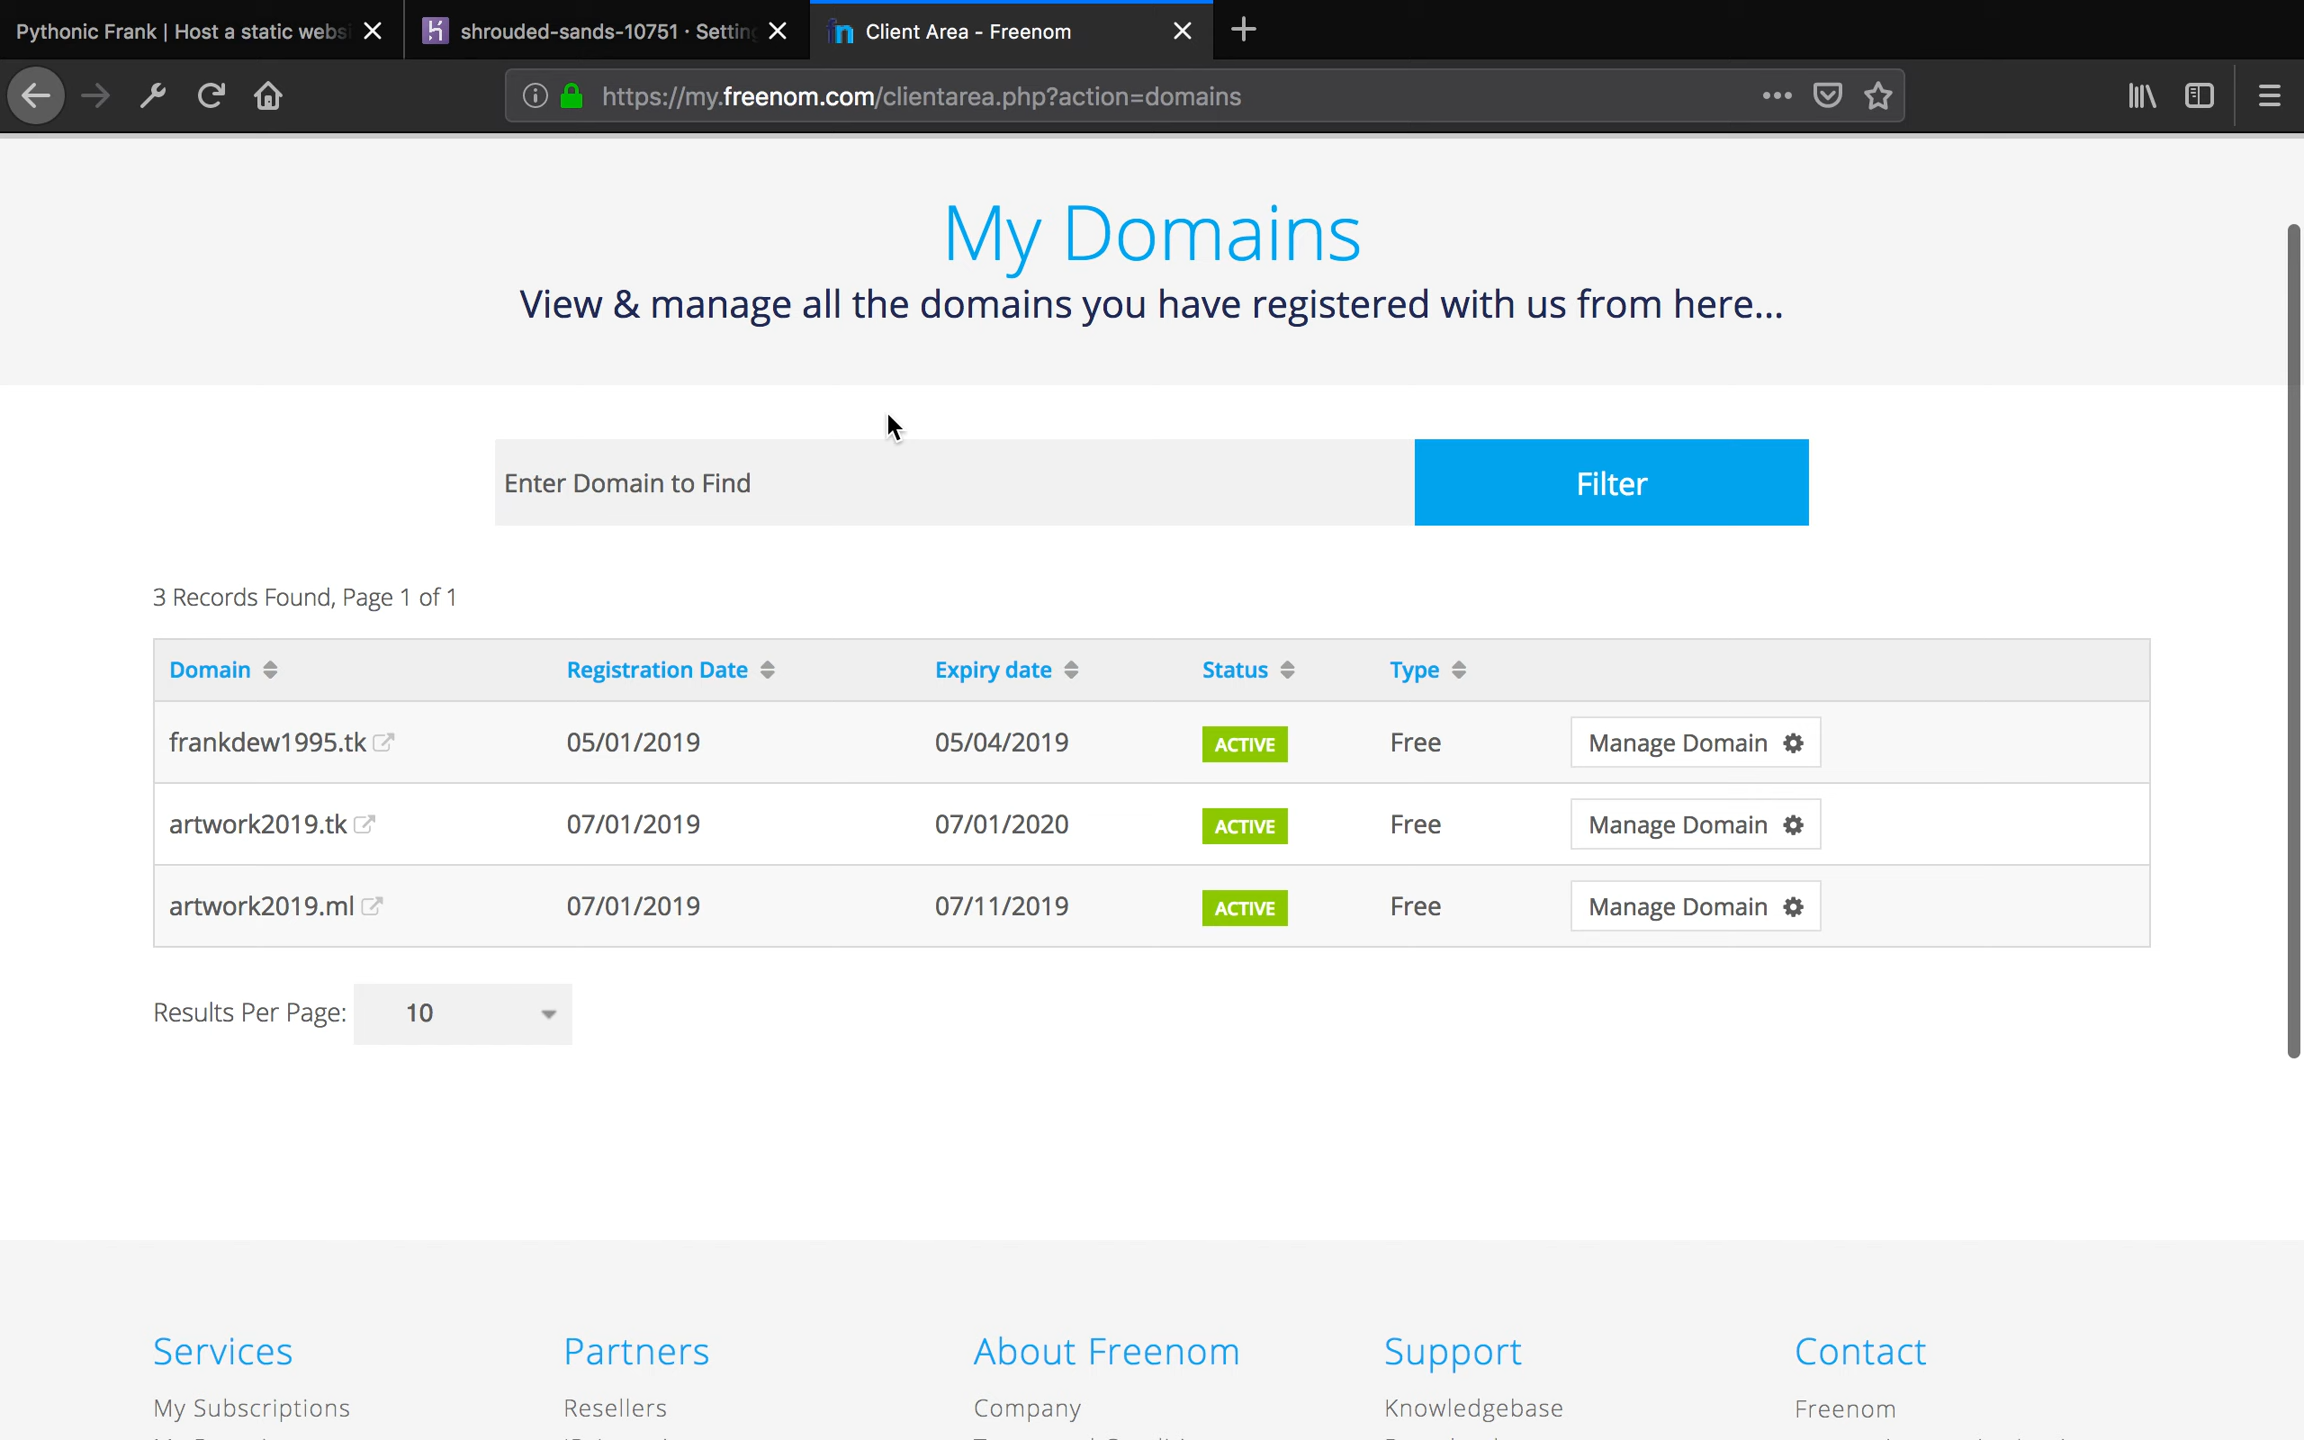 Pythonic Frank | Host a static webs
shrouded-sands-10751 · Settin
Client Area - Freenom
https://my.freenom.com/clientarea.php?action=domains
My Domains
View & manage all the domains you have registered with us from here...
Enter Domain to Find
Filter
3 Records Found, Page 1 of 1
Domain Registration Date Expiry date Status Type
frankdew1995.tk 05/01/2019 05/04/2019 ACTIVE Free Manage Domain
artwork2019.tk 07/01/2019 07/01/2020 ACTIVE Free Manage Domain
artwork2019.ml 07/01/2019 07/11/2019 ACTIVE Free Manage Domain
Results Per Page: 10
Services Partners About Freenom Support Contact
My Subscriptions Resellers Company Knowledgebase Freenom